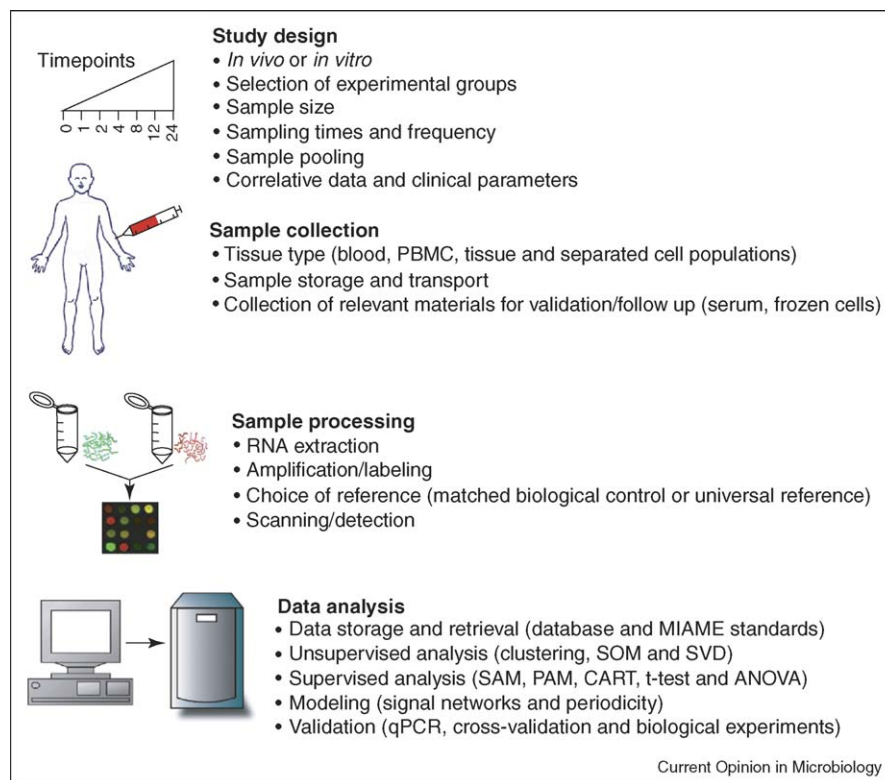 Study design
Timepoints
• In vivo or in vitro
• Selection of experimental groups
• Sample size
• Sampling times and frequency
• Sample pooling
• Correlative data and clinical parameters
0 1 2 4 8 12 24
Sample collection
• Tissue type (blood, PBMC, tissue and separated cell populations)
• Sample storage and transport
• Collection of relevant materials for validation/follow up (serum, frozen cells)
Sample processing
• RNA extraction
• Amplification/labeling
• Choice of reference (matched biological control or universal reference)
• Scanning/detection
Data analysis
• Data storage and retrieval (database and MIAME standards)
• Unsupervised analysis (clustering, SOM and SVD)
• Supervised analysis (SAM, PAM, CART, t-test and ANOVA)
• Modeling (signal networks and periodicity)
• Validation (qPCR, cross-validation and biological experiments)
Current Opinion in Microbiology